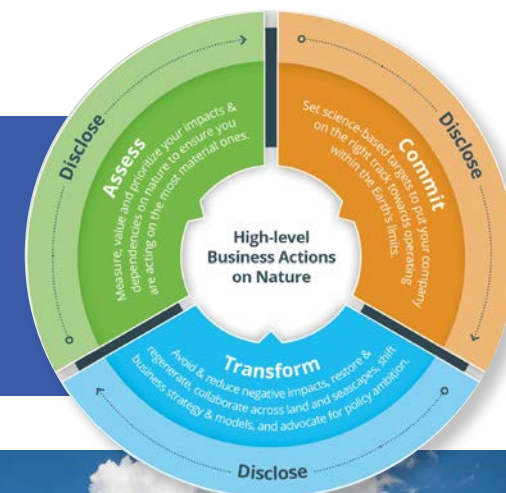 Disclose
Assess
Measure, value and prioritize your impacts &
dependencies on nature to ensure you
are acting on the most material ones.
Disclose
Commit
Set science-based targets to put your company
on the right track towards operating
within the Earth's limits.
High-level
Business Actions
on Nature
Transform
Avoid & reduce negative impacts, restore &
regenerate, collaborate across land and seascapes, shift
business strategy & models, and advocate for policy ambition.
Disclose